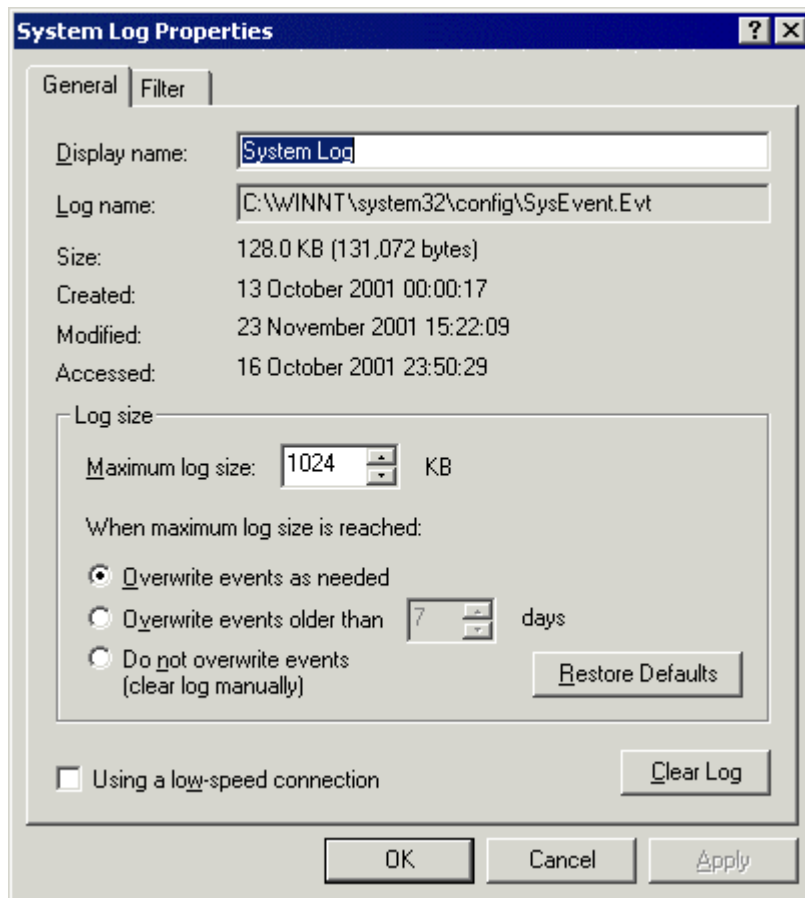 System Log Properties
General Filter
Display name: System Log
Log name: C:\WINNT\system32\config\SysEvent.Evt
Size: 128.0 KB (131,072 bytes)
Created: 13 October 2001 00:00:17
Modified: 23 November 2001 15:22:09
Accessed: 16 October 2001 23:50:29
Log size
Maximum log size: 1024 KB
When maximum log size is reached:
Overwrite events as needed
Overwrite events older than 7 days
Do not overwrite events
(clear log manually)
Restore Defaults
Using a low-speed connection
Clear Log
OK Cancel Apply